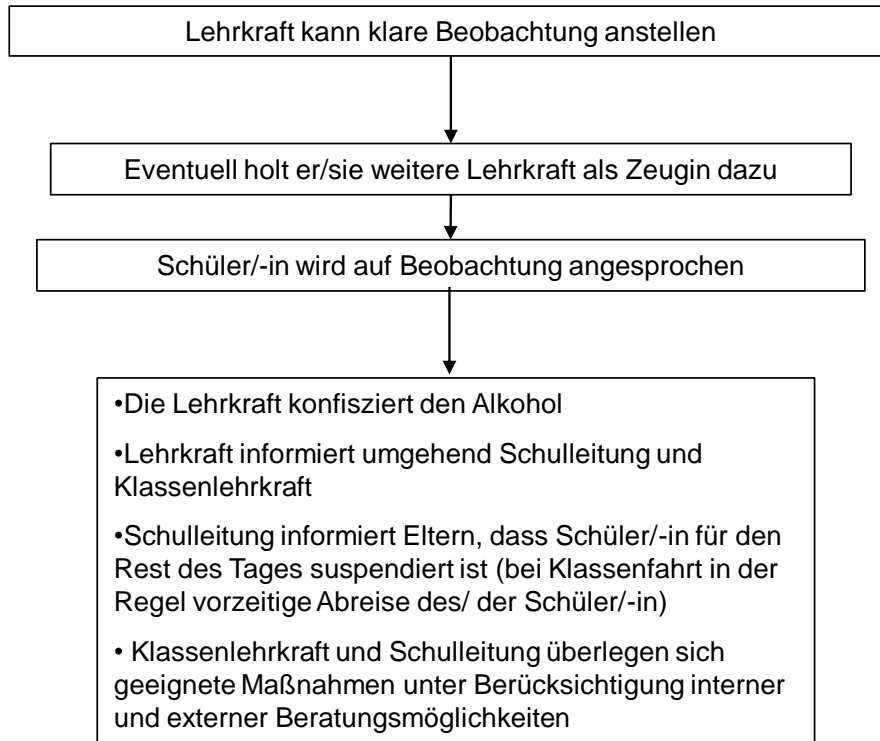 Lehrkraft kann klare Beobachtung anstellen
Eventuell holt er/sie weitere Lehrkraft als Zeugin dazu
Schüler/-in wird auf Beobachtung angesprochen
•Die Lehrkraft konfisziert den Alkohol
•Lehrkraft informiert umgehend Schulleitung und
Klassenlehrkraft
•Schulleitung informiert Eltern, dass Schüler/-in für den
Rest des Tages suspendiert ist (bei Klassenfahrt in der
Regel vorzeitige Abreise des/ der Schüler/-in)
• Klassenlehrkraft und Schulleitung überlegen sich
geeignete Maßnahmen unter Berücksichtigung interner
und externer Beratungsmöglichkeiten